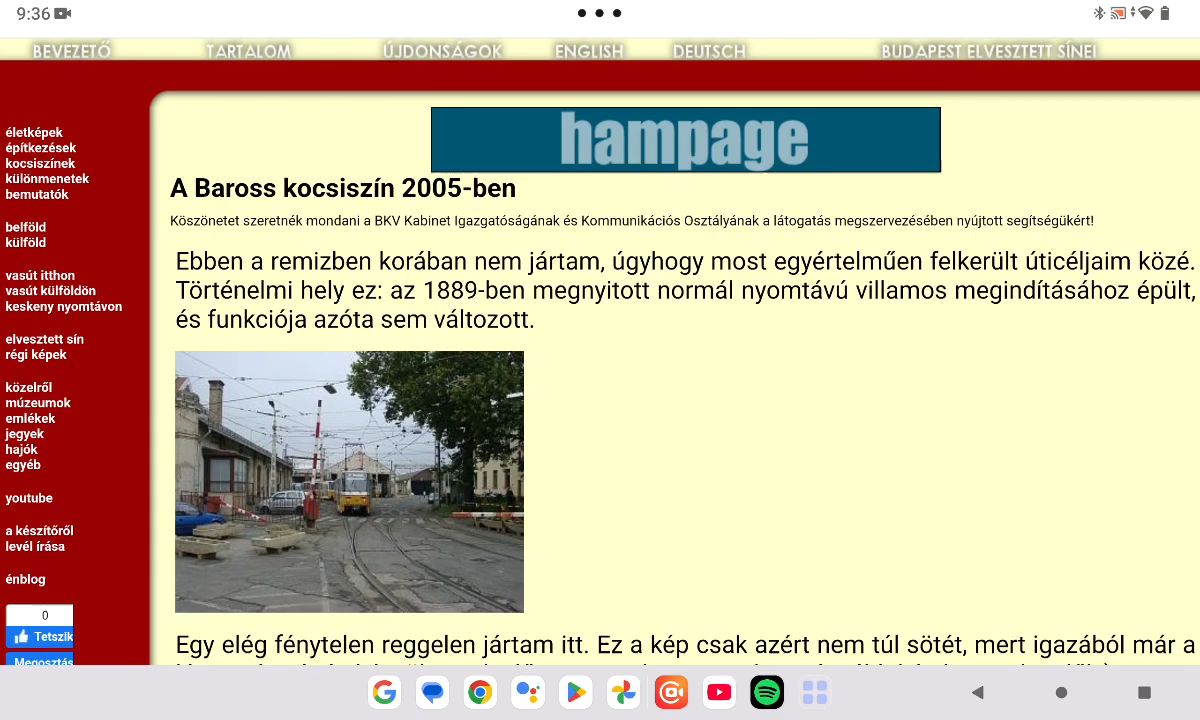 9:36
BEVEZETŐ TARTALOM ÚJDONSÁGOK ENGLISH DEUTSCH BUDAPEST ELVESZTETT SÍNEI
életképek
építkezések
kocsiszínek
különmenetek
bemutatók
belföld
külföld
vasút itthon
vasút külföldön
keskeny nyomtávon
elvesztett sín
régi képek
közelről
múzeumok
emlékek
jegyek
hajók
egyéb
youtube
a készítőről
levél írása
énblog
0
Tetszik
Megosztás
hampage
A Baross kocsiszín 2005-ben
Köszönetet szeretnék mondani a BKV Kabinet Igazgatóságának és Kommunikációs Osztályának a látogatás megszervezésében nyújtott segítségükért!
Ebben a remizben korában nem jártam, úgyhogy most egyértelműen felkerült úticéljaim közé.
Történelmi hely ez: az 1889-ben megnyitott normál nyomtávú villamos megindításához épült,
és funkciója azóta sem változott.
Egy elég fénytelen reggelen jártam itt. Ez a kép csak azért nem túl sötét, mert igazából már a